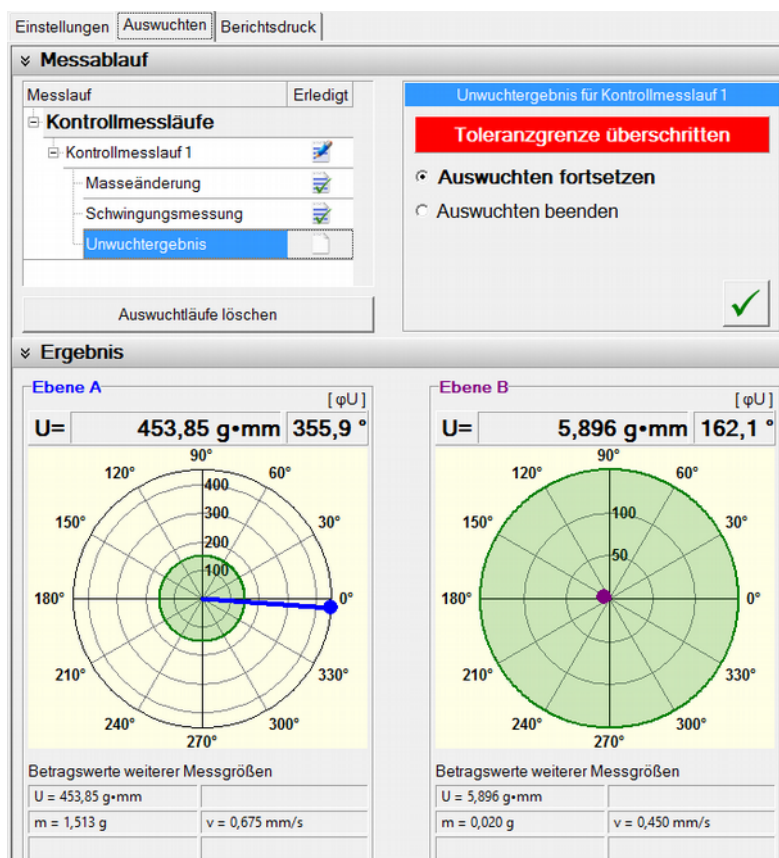 Einstellungen Auswuchten Berichtsdruck
Messablauf
Messlauf Erledigt
Kontrollmessläufe
Kontrollmesslauf 1
Masseänderung
Schwingungsmessung
Unwuchtergebnis
Auswuchtläufe löschen
Unwuchtergebnis für Kontrollmesslauf 1
Toleranzgrenze überschritten
Auswuchten fortsetzen
Auswuchten beenden
Ergebnis
Ebene A
[ φU ]
U= 453,85 g•mm 355,9 °
90°
120° 60°
400
300
150° 30°
200
100
180° 0°
210° 330°
240° 300°
270°
Betragswerte weiterer Messgrößen
U = 453,85 g•mm
m = 1,513 g v = 0,675 mm/s
Ebene B
[ φU ]
U= 5,896 g•mm 162,1 °
90°
120° 60°
150° 100 30°
50
180° 0°
210° 330°
240° 300°
270°
Betragswerte weiterer Messgrößen
U = 5,896 g•mm
m = 0,020 g v = 0,450 mm/s